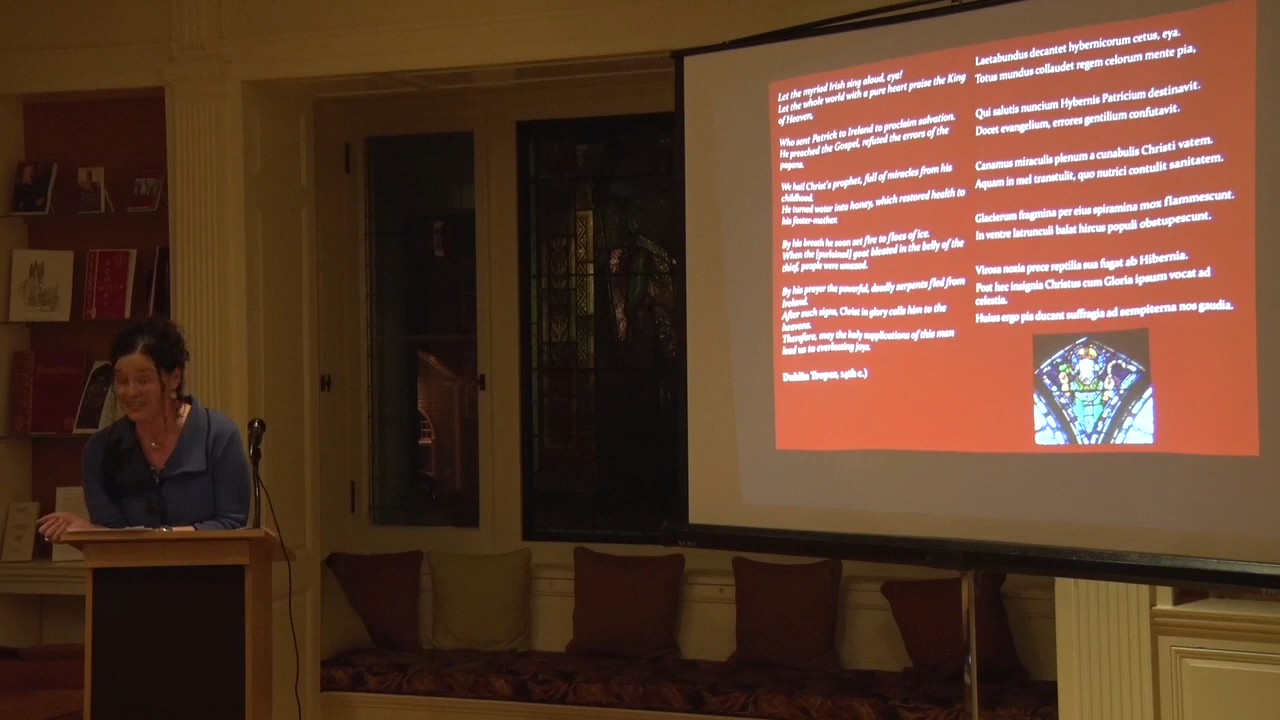 Let the myriad Irish sing aloud, eya!
Let the whole world with a pure heart praise the King
of Heaven,
Who sent Patrick to Ireland to proclaim salvation.
He preached the Gospel, refuted the errors of the
pagans.
We hail Christ's prophet, full of miracles from his
childhood.
He turned water into honey, which restored health to
his foster-mother.
By his breath he soon set fire to floes of ice.
When the [purloined] goat bleated in the belly of the
thief, people were amazed.
By his prayer the powerful, deadly serpents fled from
Ireland.
After such signs, Christ in glory calls him to the
heavens.
Therefore, may the holy supplications of this man
lead us to everlasting joys.
Dublin Troper, 14th c.)
Laetabundus decantet hybernicorum cetus, eya.
Totus mundus collaudet regem celorum mente pia,
Qui salutis nuncium Hybernis Patricium destinavit.
Docet evangelium, errores gentilium confutavit.
Canamus miraculis plenum a cunabulis Christi vatem.
Aquam in mel transtulit, quo nutrici contulit sanitatem.
Glacierum fragmina per eius spiramina mox flammescunt.
In ventre latrunculi balat hircus populi obstupescunt.
Virosa noxia prece reptilia sua fugat ab Hibernia.
Post hec insignia Christus cum Gloria ipsum vocat ad
celestia.
Huius ergo pia ducant suffragia ad sempiterna nos gaudia.